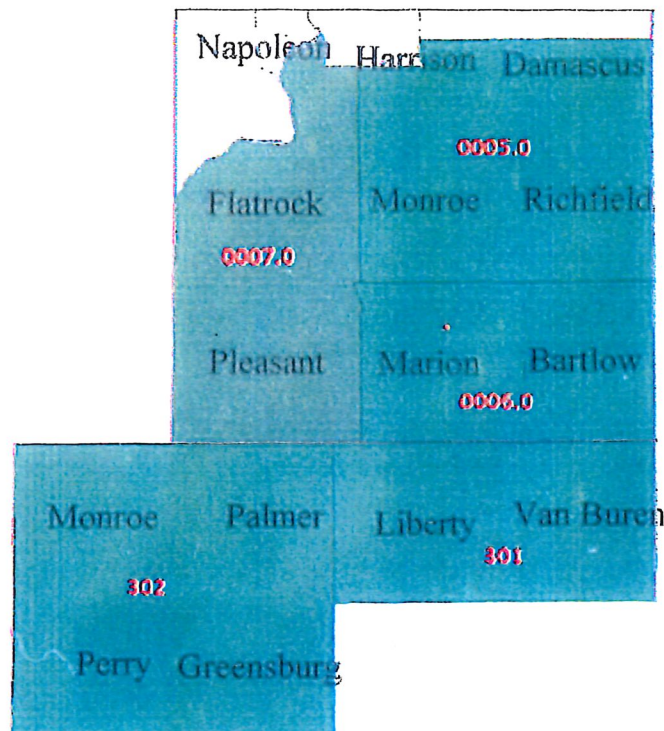 Napoleon Harrison Damascus
0005.0
Flatrock Monroe Richfield
0007.0
Pleasant Marion Bartlow
0006.0
Monroe Palmer Liberty Van Buren
302 301
Perry Greensburg